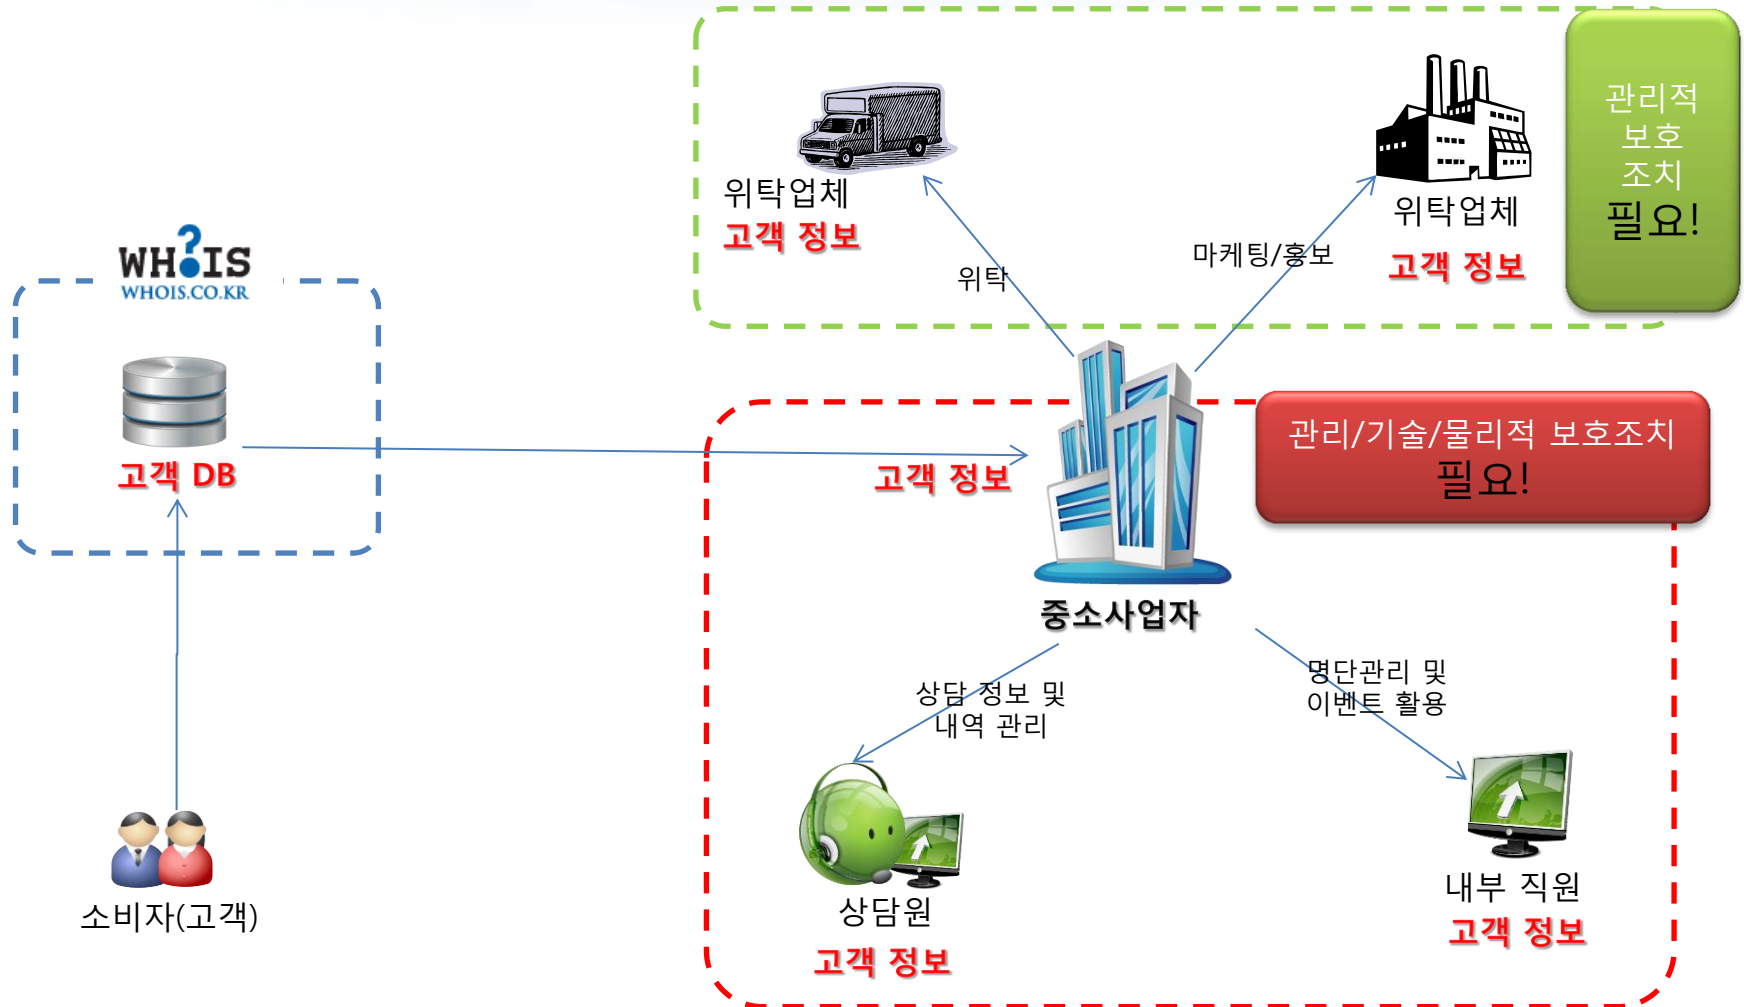 관리적
보호
조치
필요!
위탁업체
고객 정보
위탁업체
고객 정보
마케팅/홍보
위탁
WH?IS
WHOIS.CO.KR
고객 DB
고객 정보
관리/기술/물리적 보호조치
필요!
중소사업자
상담 정보 및
내역 관리
명단관리 및
이벤트 활용
소비자(고객)
상담원
고객 정보
내부 직원
고객 정보